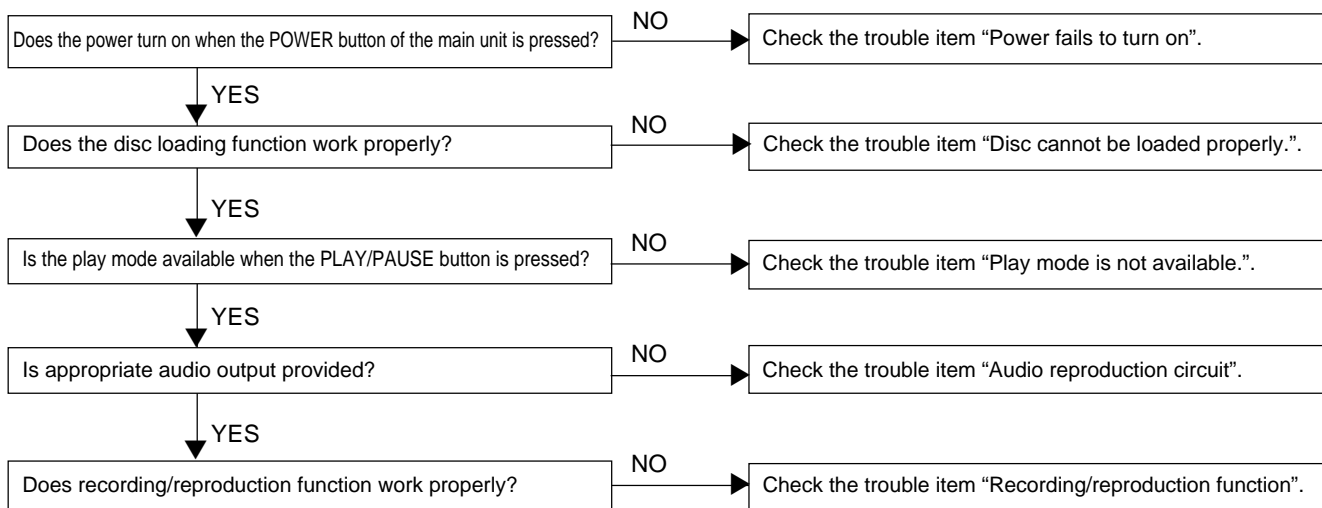 Does the power turn on when the POWER button of the main unit is pressed?
NO
Check the trouble item “Power fails to turn on”.
YES
Does the disc loading function work properly?
NO
Check the trouble item “Disc cannot be loaded properly.”.
YES
Is the play mode available when the PLAY/PAUSE button is pressed?
NO
Check the trouble item “Play mode is not available.”.
YES
Is appropriate audio output provided?
NO
Check the trouble item “Audio reproduction circuit”.
YES
Does recording/reproduction function work properly?
NO
Check the trouble item “Recording/reproduction function”.